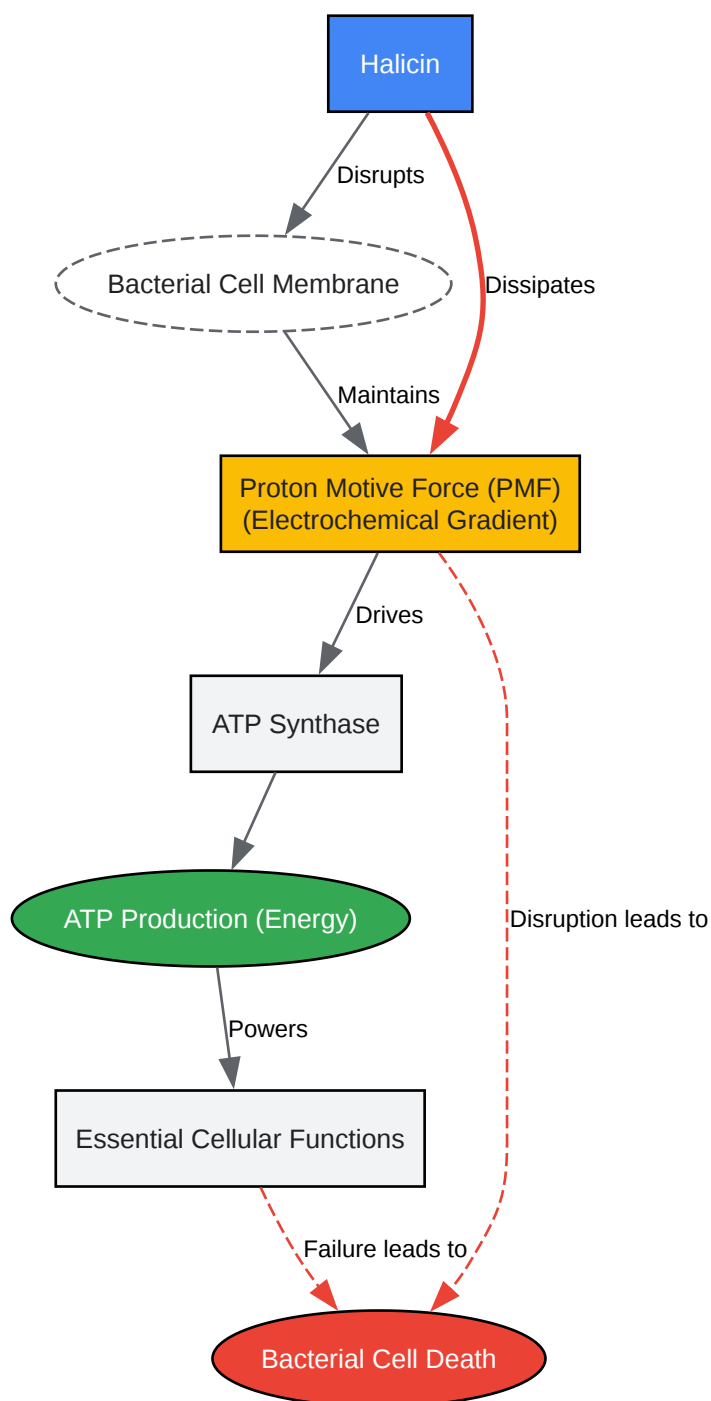 Halicin
Disrupts
Bacterial Cell Membrane
Dissipates
Maintains
Proton Motive Force (PMF)
(Electrochemical Gradient)
Drives
ATP Synthase
ATP Production (Energy)
Disruption leads to
Powers
Essential Cellular Functions
Failure leads to
Bacterial Cell Death